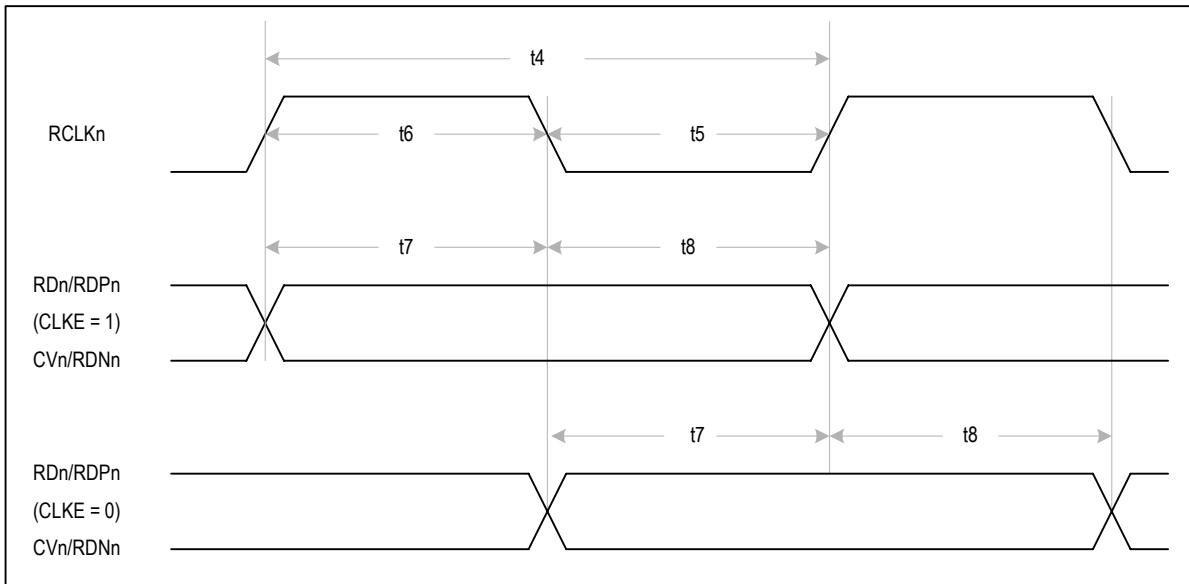 t4
RCLKn
t6
t5
t7
t8
RDn/RDPn
(CLKE = 1)
CVn/RDNn
t7
t8
RDn/RDPn
(CLKE = 0)
CVn/RDNn